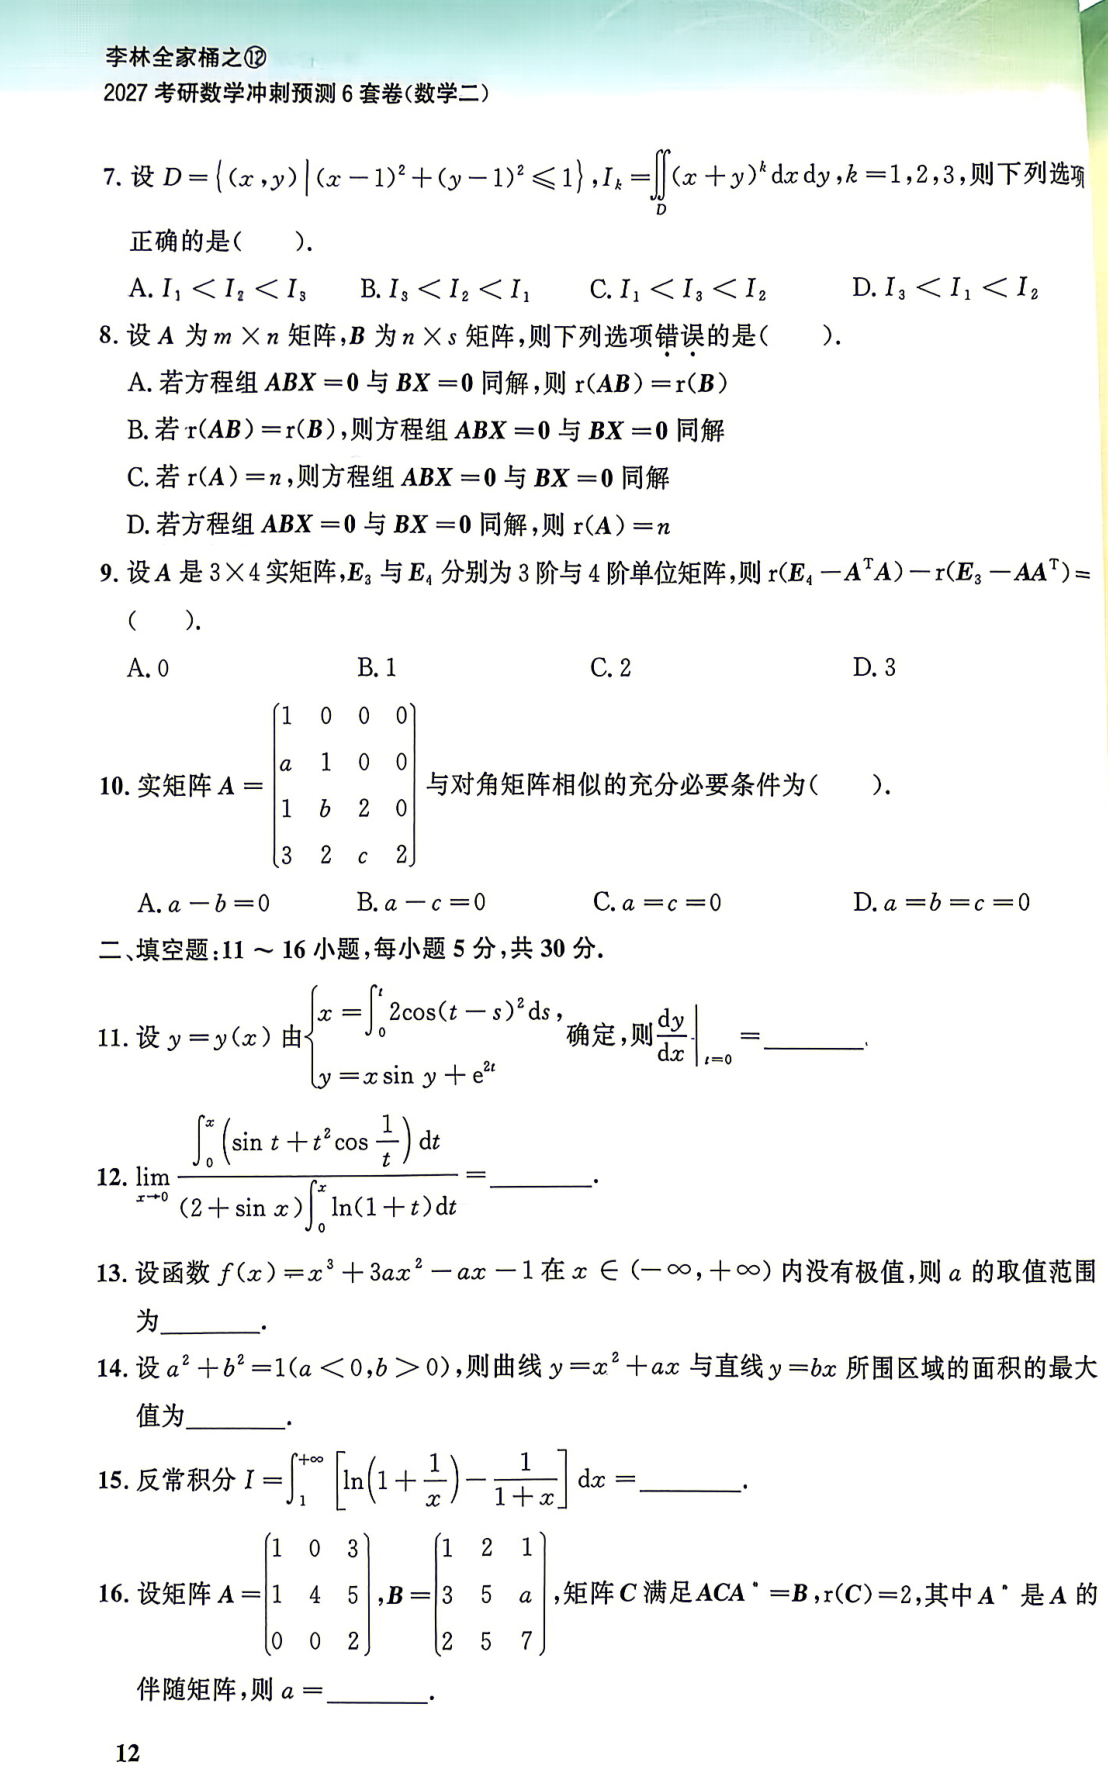 李林全家桶之⑫
2027 考研数学冲刺预测 6 套卷(数学二)
7. 设 D={(x,y)|(x-1)²+(y-1)²≤1},Iₖ=∬_D(x+y)ᵏdxdy,k=1,2,3,则下列选项
正确的是(　　).
A. I₁<I₂<I₃　B. I₃<I₂<I₁　C. I₁<I₃<I₂　D. I₃<I₁<I₂
8. 设 A 为 m×n 矩阵,B 为 n×s 矩阵,则下列选项错误的是(　　).
A. 若方程组 ABX=0 与 BX=0 同解,则 r(AB)=r(B)
B. 若 r(AB)=r(B),则方程组 ABX=0 与 BX=0 同解
C. 若 r(A)=n,则方程组 ABX=0 与 BX=0 同解
D. 若方程组 ABX=0 与 BX=0 同解,则 r(A)=n
9. 设 A 是 3×4 实矩阵,E₃ 与 E₄ 分别为 3 阶与 4 阶单位矩阵,则 r(E₄-AᵀA)-r(E₃-AAᵀ)=
(　　).
A. 0　B. 1　C. 2　D. 3
1 0 0 0
a 1 0 0
10. 实矩阵 A=　与对角矩阵相似的充分必要条件为(　　).
1 b 2 0
3 2 c 2
A. a-b=0　B. a-c=0　C. a=c=0　D. a=b=c=0
二、填空题:11～16 小题,每小题 5 分,共 30 分.
11. 设 y=y(x) 由{x=∫₀ᵗ2cos(t-s)²ds, y=xsin y+e²ᵗ 确定,则 dy/dx|ₜ₌₀=________.
12. lim_{x→0} ∫₀ˣ(sin t+t²cos 1/t)dt / (2+sin x)∫₀ˣln(1+t)dt =________.
13. 设函数 f(x)=x³+3ax²-ax-1 在 x∈(-∞,+∞) 内没有极值,则 a 的取值范围
为________.
14. 设 a²+b²=1(a<0,b>0),则曲线 y=x²+ax 与直线 y=bx 所围区域的面积的最大
值为________.
15. 反常积分 I=∫₁^{+∞}[ln(1+1/x)-1/(1+x)]dx=________.
1 0 3　1 2 1
16. 设矩阵 A= 1 4 5 ,B= 3 5 a ,矩阵 C 满足 ACA*=B,r(C)=2,其中 A* 是 A 的
0 0 2　2 5 7
伴随矩阵,则 a=________.
12